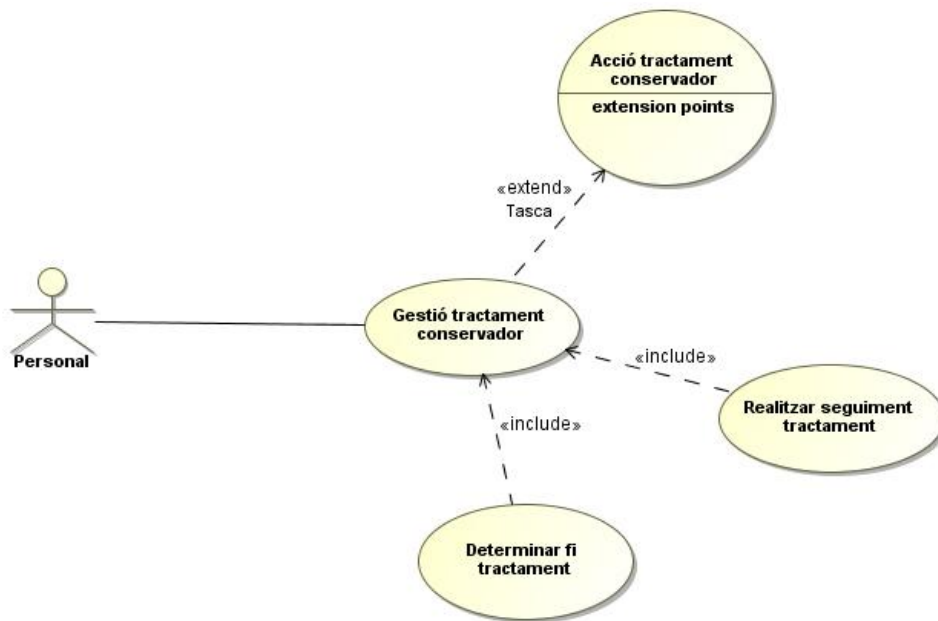 Acció tractament
conservador
extension points
«extend»
Tasca
Gestió tractament
conservador
Personal
«include»
Realitzar seguiment
tractament
«include»
Determinar fi
tractament